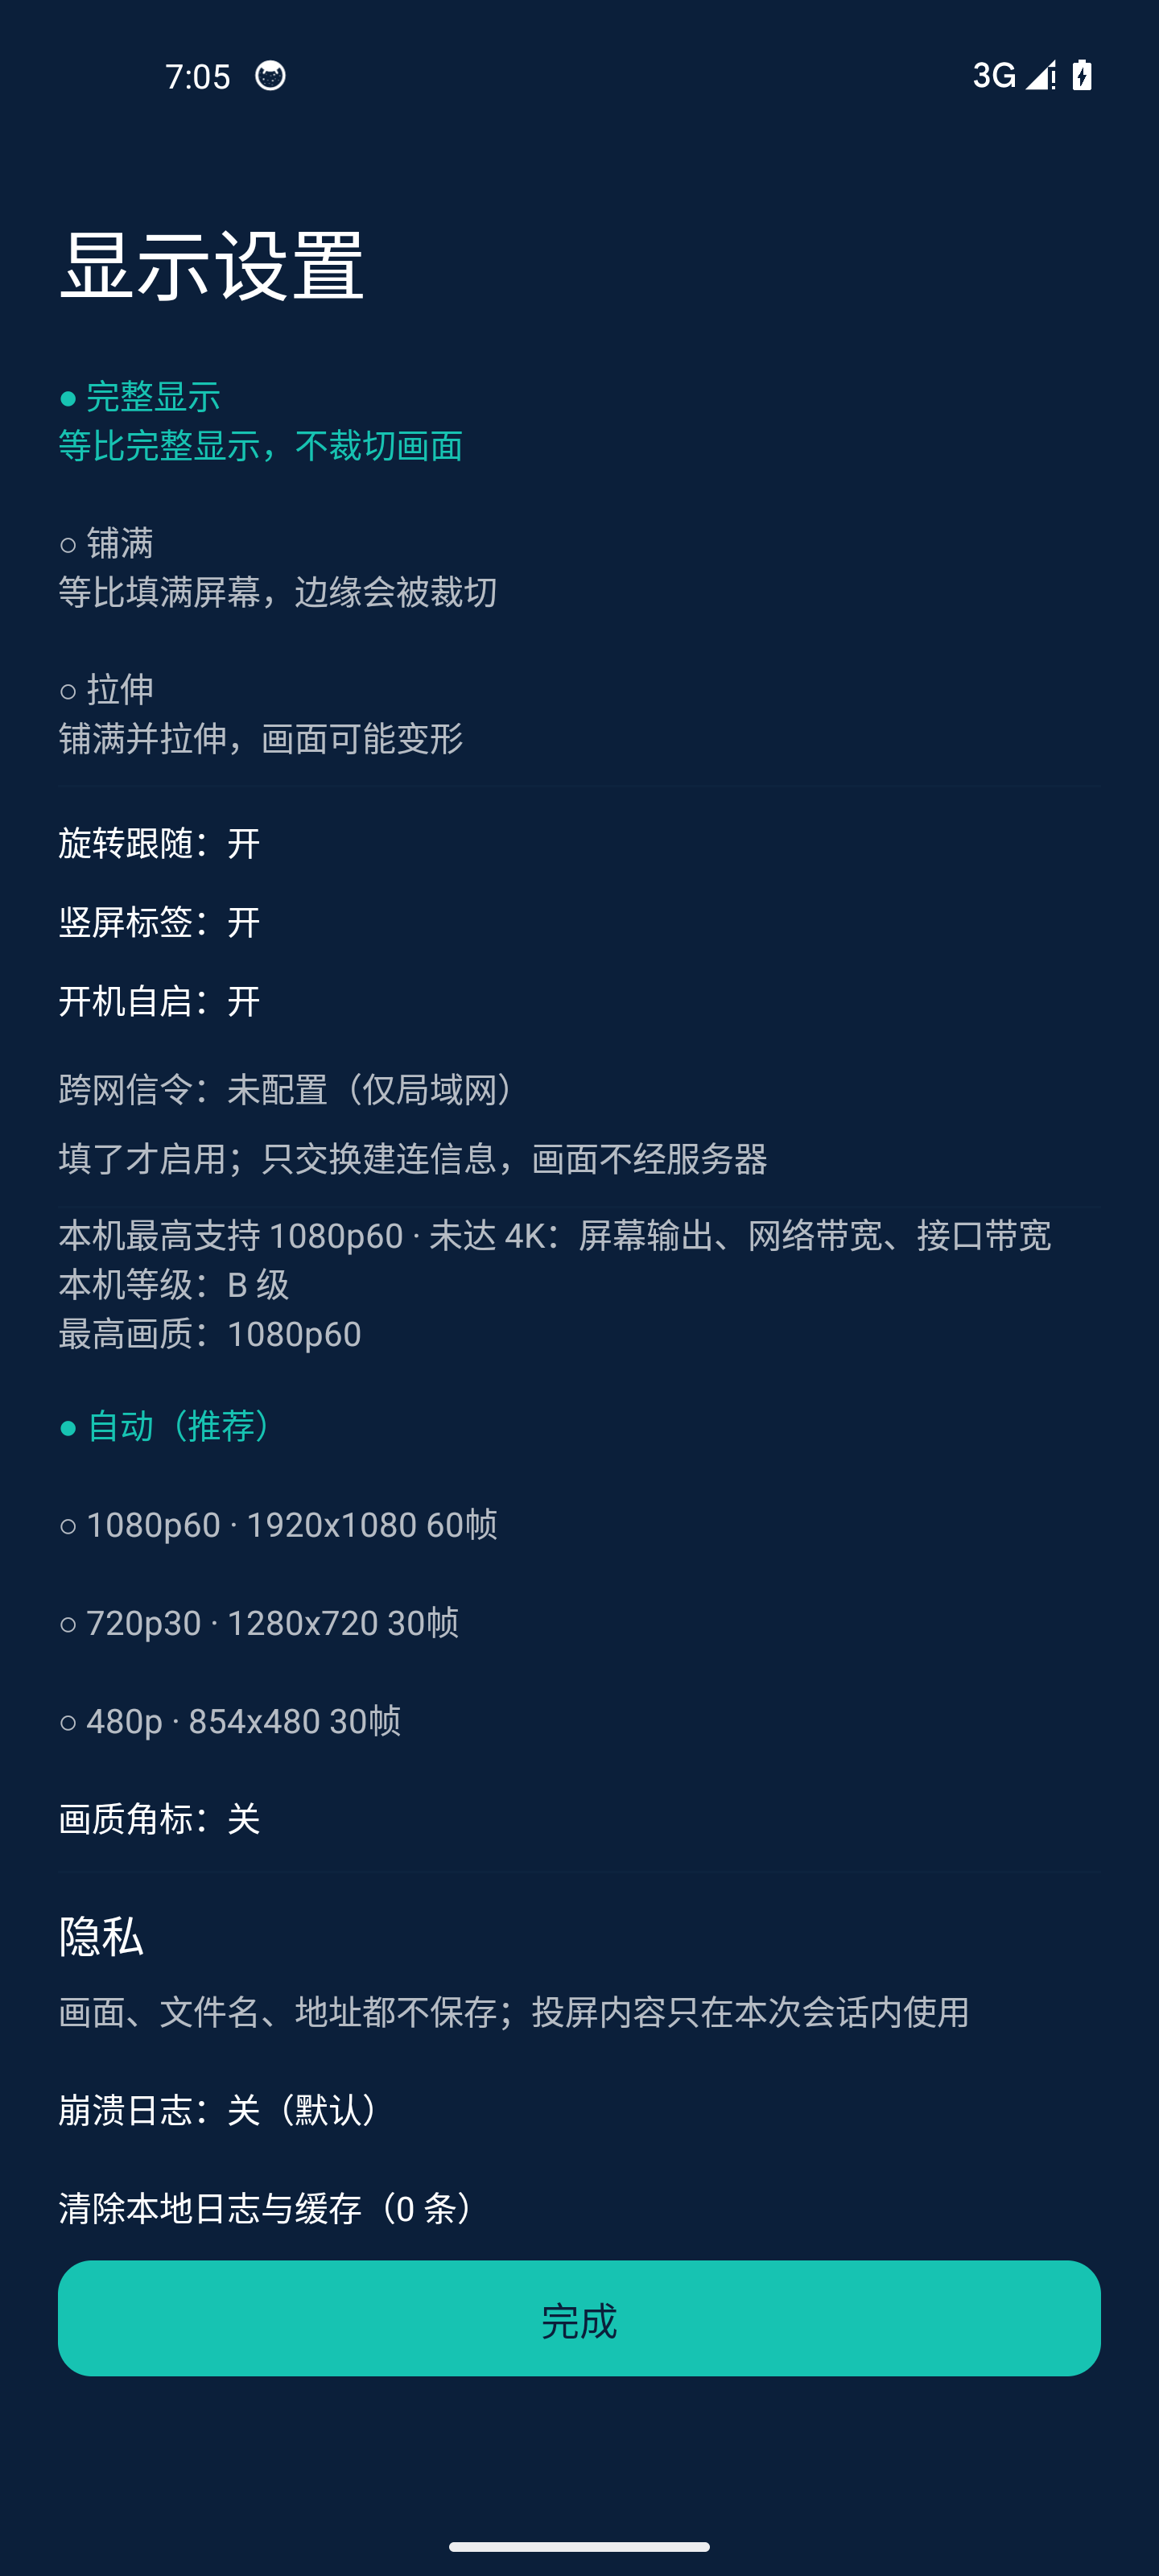 7:05 3G
显示设置
● 完整显示
等比完整显示，不裁切画面
○ 铺满
等比填满屏幕，边缘会被裁切
○ 拉伸
铺满并拉伸，画面可能变形
旋转跟随：开
竖屏标签：开
开机自启：开
跨网信令：未配置（仅局域网）
填了才启用；只交换建连信息，画面不经服务器
本机最高支持 1080p60 · 未达 4K：屏幕输出、网络带宽、接口带宽
本机等级：B 级
最高画质：1080p60
● 自动（推荐）
○ 1080p60 · 1920x1080 60帧
○ 720p30 · 1280x720 30帧
○ 480p · 854x480 30帧
画质角标：关
隐私
画面、文件名、地址都不保存；投屏内容只在本次会话内使用
崩溃日志：关（默认）
清除本地日志与缓存（0 条）
完成